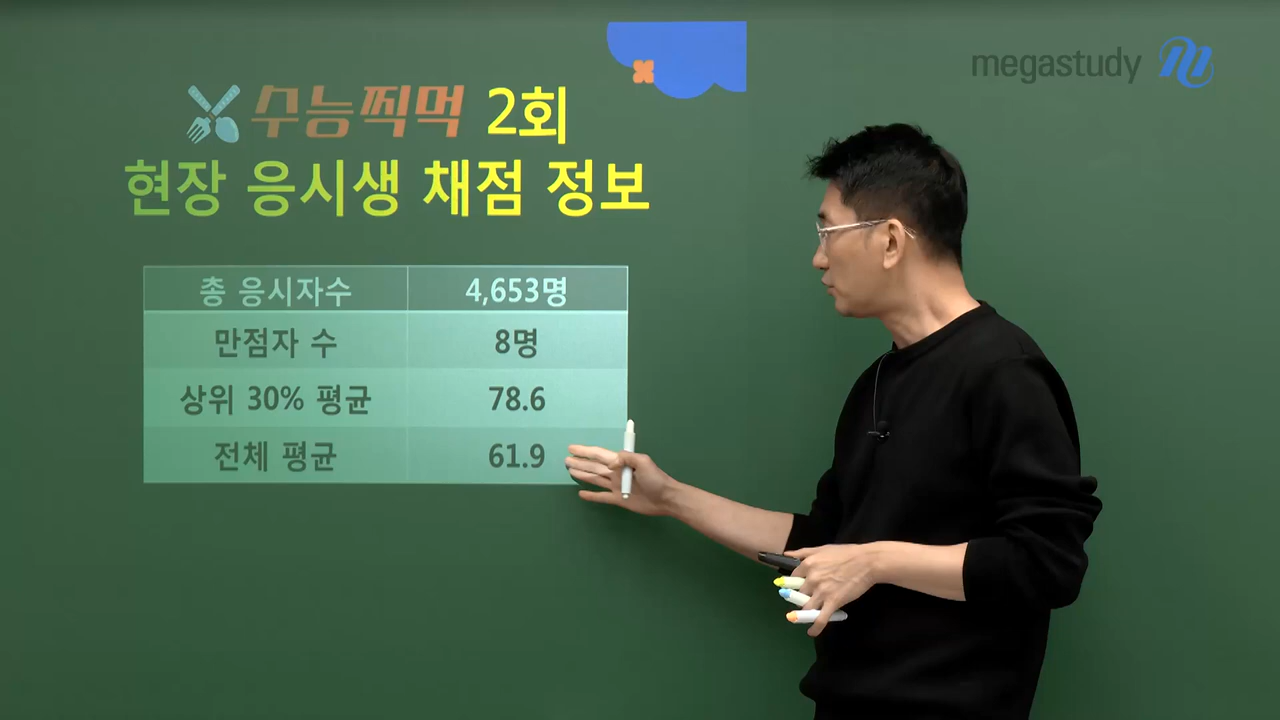 megastudy
수능찍먹 2회
현장 응시생 채점 정보
총 응시자수 4,653명
만점자 수 8명
상위 30% 평균 78.6
전체 평균 61.9